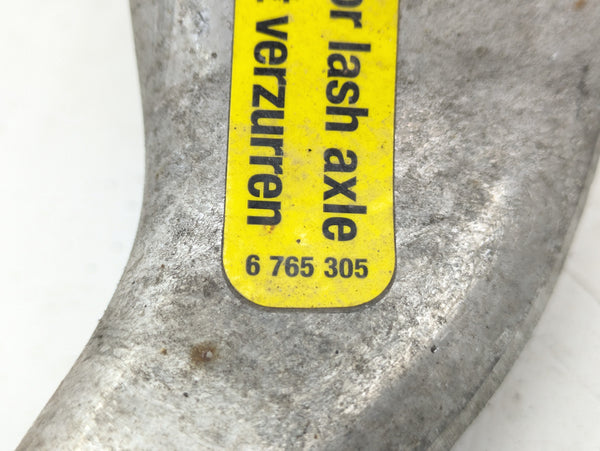 or lash axle
verzurren
6 765 305